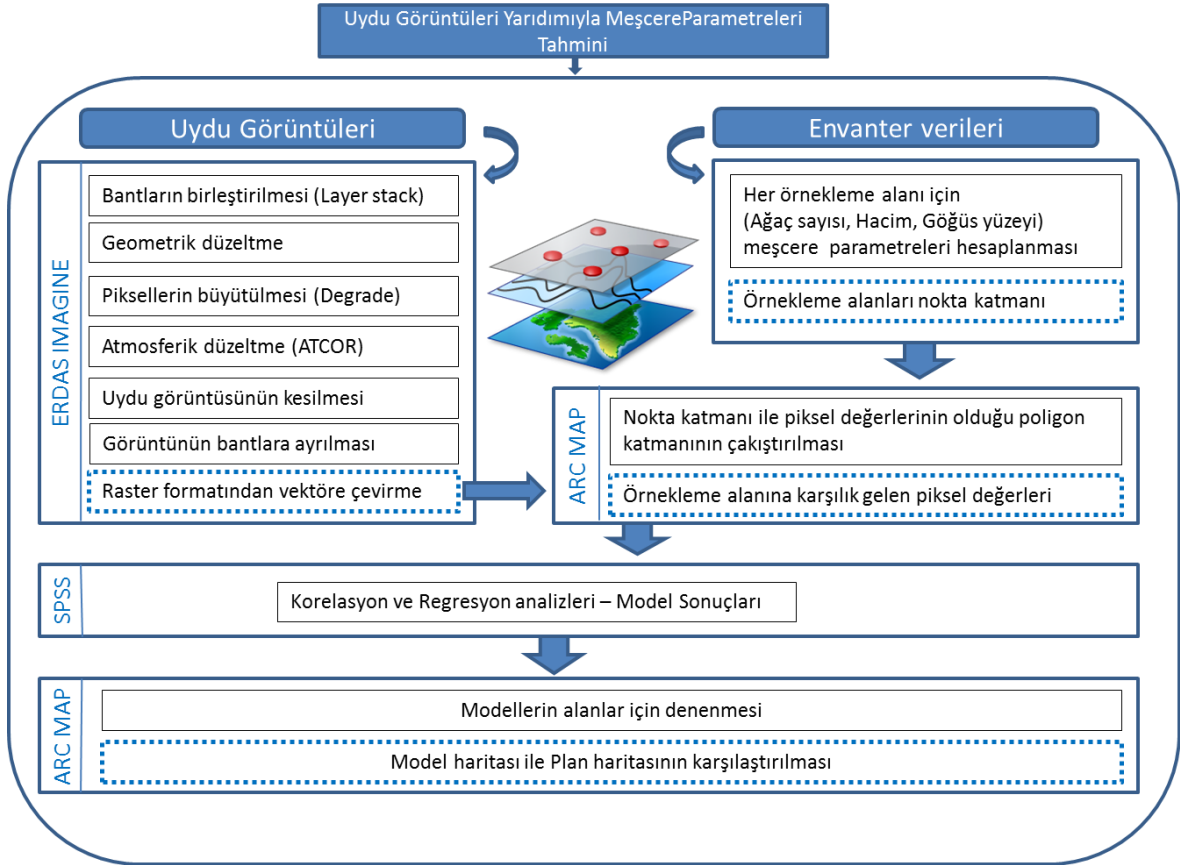 Uydu Görüntüleri Yarıdımıyla MeşcereParametreleri
Tahmini
Uydu Görüntüleri
Envanter verileri
ERDAS IMAGINE
Bantların birleştirilmesi (Layer stack)
Geometrik düzeltme
Piksellerin büyütülmesi (Degrade)
Atmosferik düzeltme (ATCOR)
Uydu görüntüsünün kesilmesi
Görüntünün bantlara ayrılması
Raster formatından vektöre çevirme
Her örnekleme alanı için
(Ağaç sayısı, Hacim, Göğüs yüzeyi)
meşcere parametreleri hesaplanması
Örnekleme alanları nokta katmanı
ARC MAP
Nokta katmanı ile piksel değerlerinin olduğu poligon
katmanının çakıştırılması
Örnekleme alanına karşılık gelen piksel değerleri
SPSS
Korelasyon ve Regresyon analizleri – Model Sonuçları
ARC MAP
Modellerin alanlar için denenmesi
Model haritası ile Plan haritasının karşılaştırılması